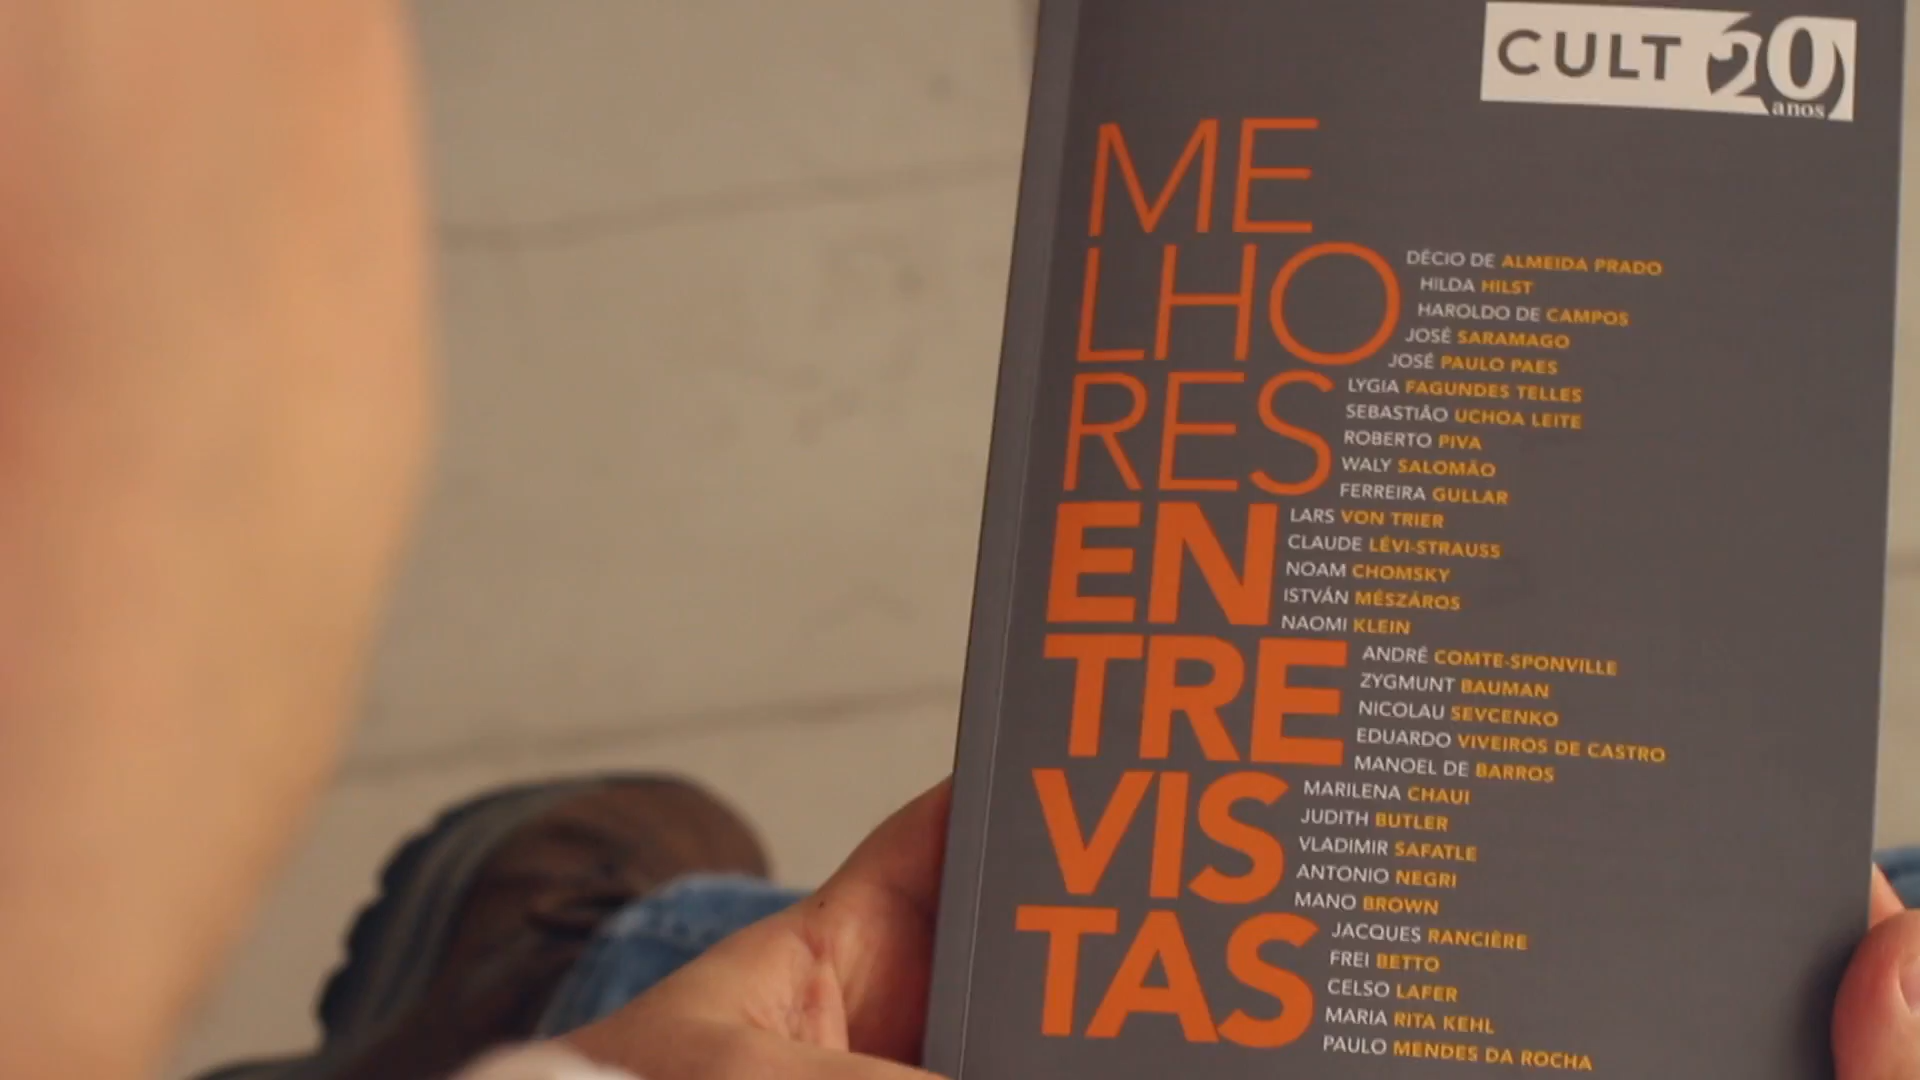 CULT 20
anos
ME
LHO
RES
EN
TRE
VIS
TAS
DÉCIO DE ALMEIDA PRADO
HILDA HILST
HAROLDO DE CAMPOS
JOSÉ SARAMAGO
JOSÉ PAULO PAES
LYGIA FAGUNDES TELLES
SEBASTIÃO UCHOA LEITE
ROBERTO PIVA
WALY SALOMÃO
FERREIRA GULLAR
LARS VON TRIER
CLAUDE LÉVI-STRAUSS
NOAM CHOMSKY
ISTVÁN MÉSZÁROS
NAOMI KLEIN
ANDRÉ COMTE-SPONVILLE
ZYGMUNT BAUMAN
NICOLAU SEVCENKO
EDUARDO VIVEIROS DE CASTRO
MANOEL DE BARROS
MARILENA CHAUI
JUDITH BUTLER
VLADIMIR SAFATLE
ANTONIO NEGRI
MANO BROWN
JACQUES RANCIÈRE
FREI BETTO
CELSO LAFER
MARIA RITA KEHL
PAULO MENDES DA ROCHA